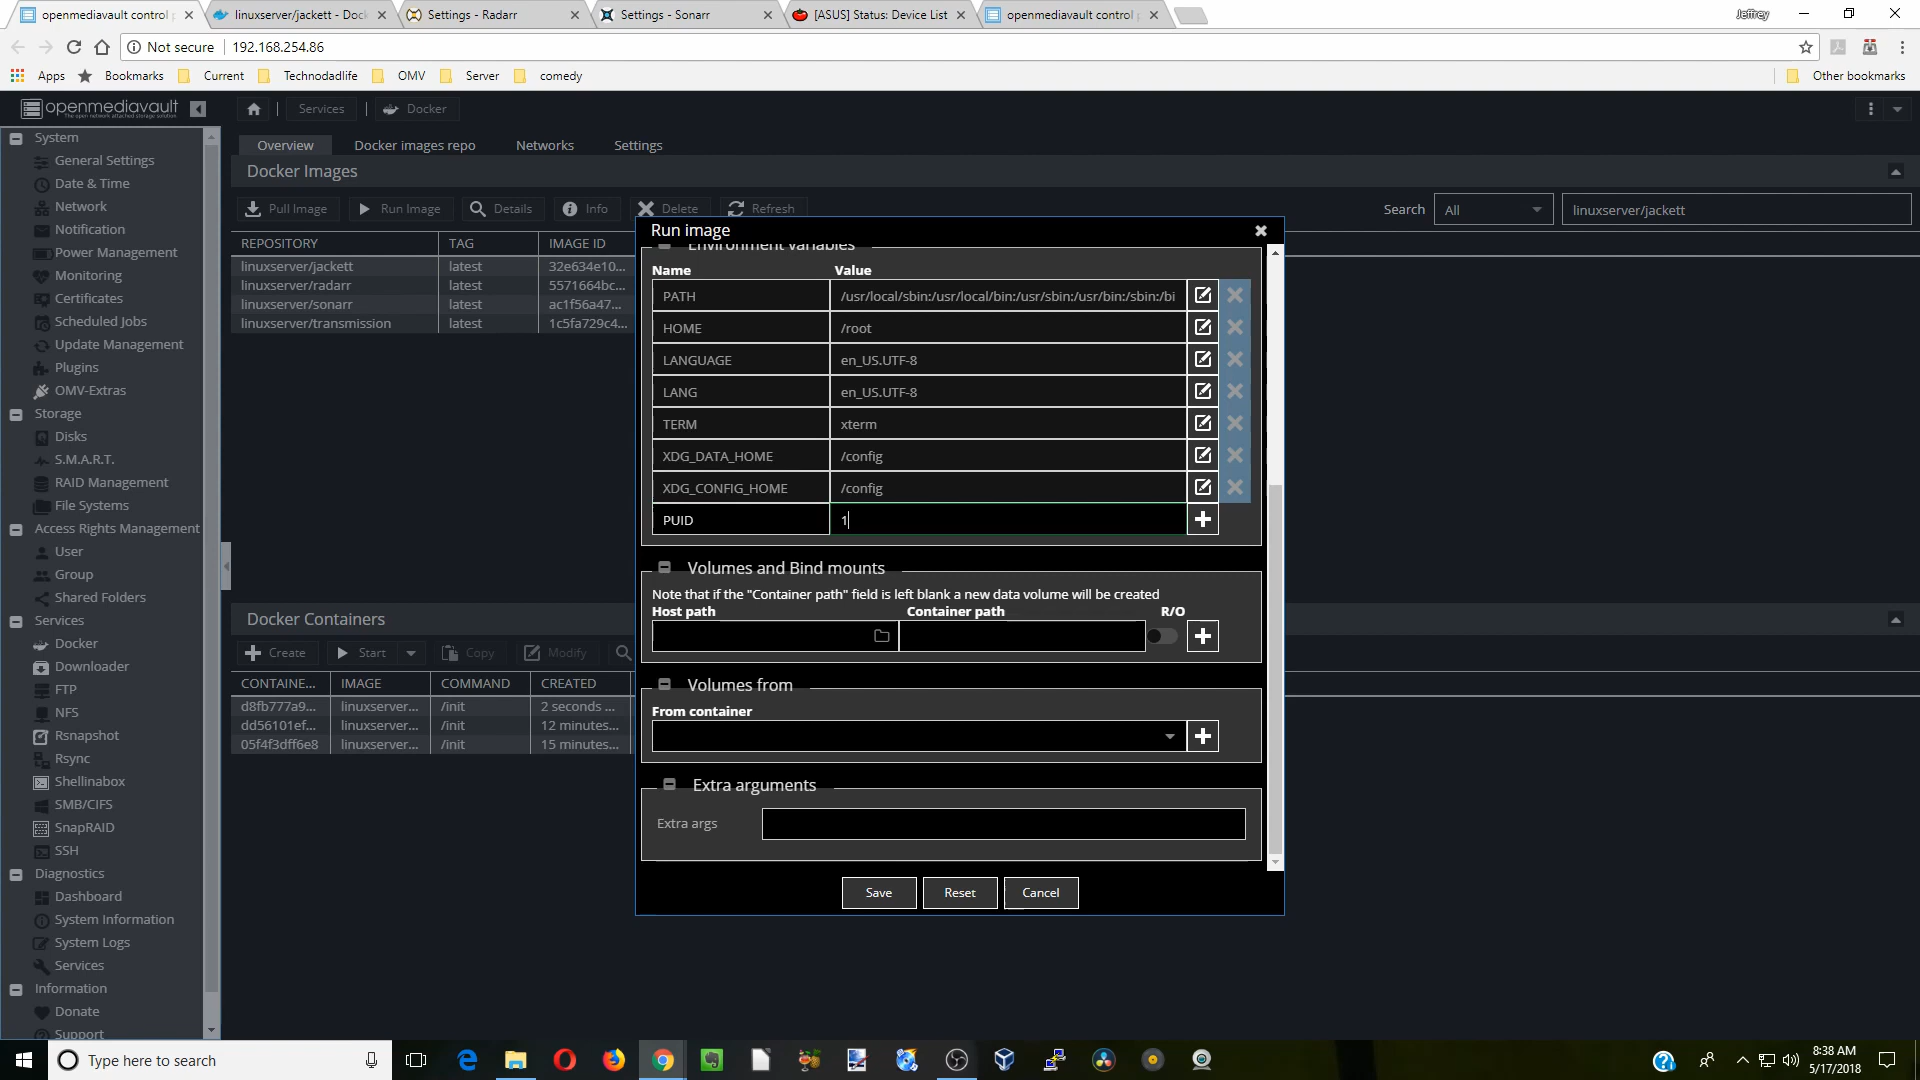 openmediavault control p
linuxserver/jackett - Dock
Settings - Radarr
Settings - Sonarr
[ASUS] Status: Device List
openmediavault control p
Jeffrey
Not secure
192.168.254.86
Apps
Bookmarks
Current
Technodadlife
OMV
Server
comedy
Other bookmarks
openmediavault
The open network attached storage solution
Services
Docker
System
General Settings
Date & Time
Network
Notification
Power Management
Monitoring
Certificates
Scheduled Jobs
Update Management
Plugins
OMV-Extras
Storage
Disks
S.M.A.R.T.
RAID Management
File Systems
Access Rights Management
User
Group
Shared Folders
Services
Docker
Downloader
FTP
NFS
Rsnapshot
Rsync
Shellinabox
SMB/CIFS
SnapRAID
SSH
Diagnostics
Dashboard
System Information
System Logs
Services
Information
Donate
Support
Overview
Docker images repo
Networks
Settings
Docker Images
Pull Image
Run Image
Details
Info
Delete
Refresh
Search
All
linuxserver/jackett
REPOSITORY TAG IMAGE ID
linuxserver/jackett latest 32e634e10...
linuxserver/radarr latest 5571664bc...
linuxserver/sonarr latest ac1f56a47...
linuxserver/transmission latest 1c5fa729c4...
Docker Containers
Create
Start
Copy
Modify
CONTAINE... IMAGE COMMAND CREATED
d8fb777a9... linuxserver... /init 2 seconds ...
dd56101ef... linuxserver... /init 12 minutes...
05f4f3dff6e8 linuxserver... /init 15 minutes...
Run image
Environment variables
Name Value
PATH /usr/local/sbin:/usr/local/bin:/usr/sbin:/usr/bin:/sbin:/bi
HOME /root
LANGUAGE en_US.UTF-8
LANG en_US.UTF-8
TERM xterm
XDG_DATA_HOME /config
XDG_CONFIG_HOME /config
PUID 1
Volumes and Bind mounts
Note that if the "Container path" field is left blank a new data volume will be created
Host path Container path R/O
Volumes from
From container
Extra arguments
Extra args
Save
Reset
Cancel
Type here to search
8:38 AM
5/17/2018